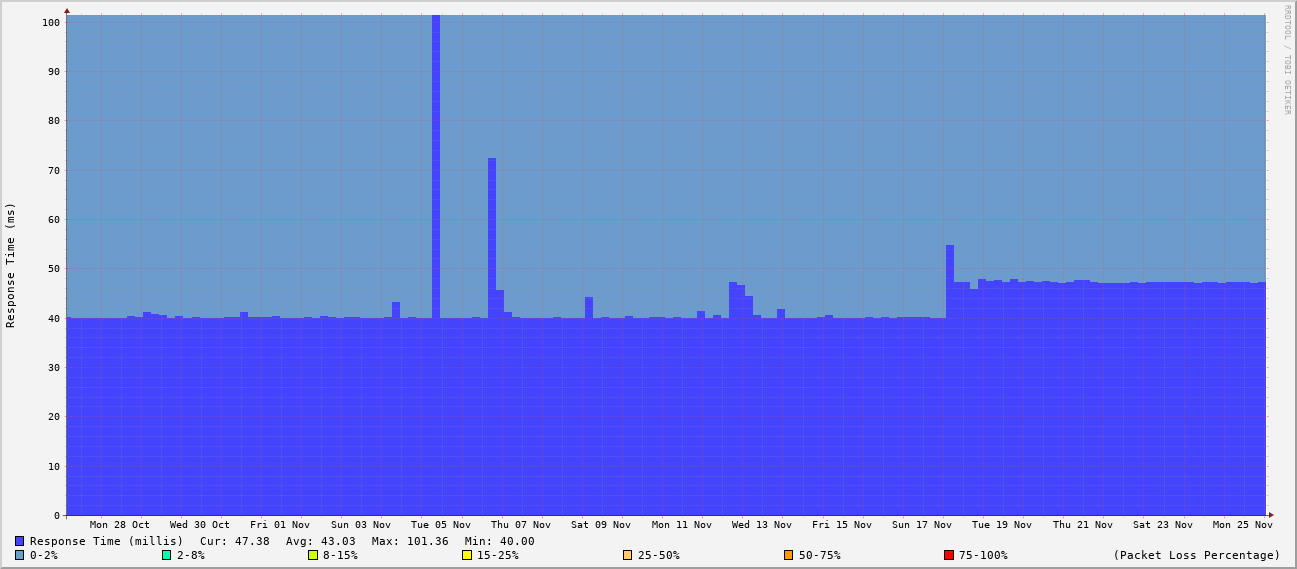 RRDTOOL / TOBI OETIKER
Response Time (ms)
100
90
80
70
60
50
40
30
20
10
0
Mon 28 Oct Wed 30 Oct Fri 01 Nov Sun 03 Nov Tue 05 Nov Thu 07 Nov Sat 09 Nov Mon 11 Nov Wed 13 Nov Fri 15 Nov Sun 17 Nov Tue 19 Nov Thu 21 Nov Sat 23 Nov Mon 25 Nov
Response Time (millis) Cur: 47.38 Avg: 43.03 Max: 101.36 Min: 40.00
0-2% 2-8% 8-15% 15-25% 25-50% 50-75% 75-100% (Packet Loss Percentage)